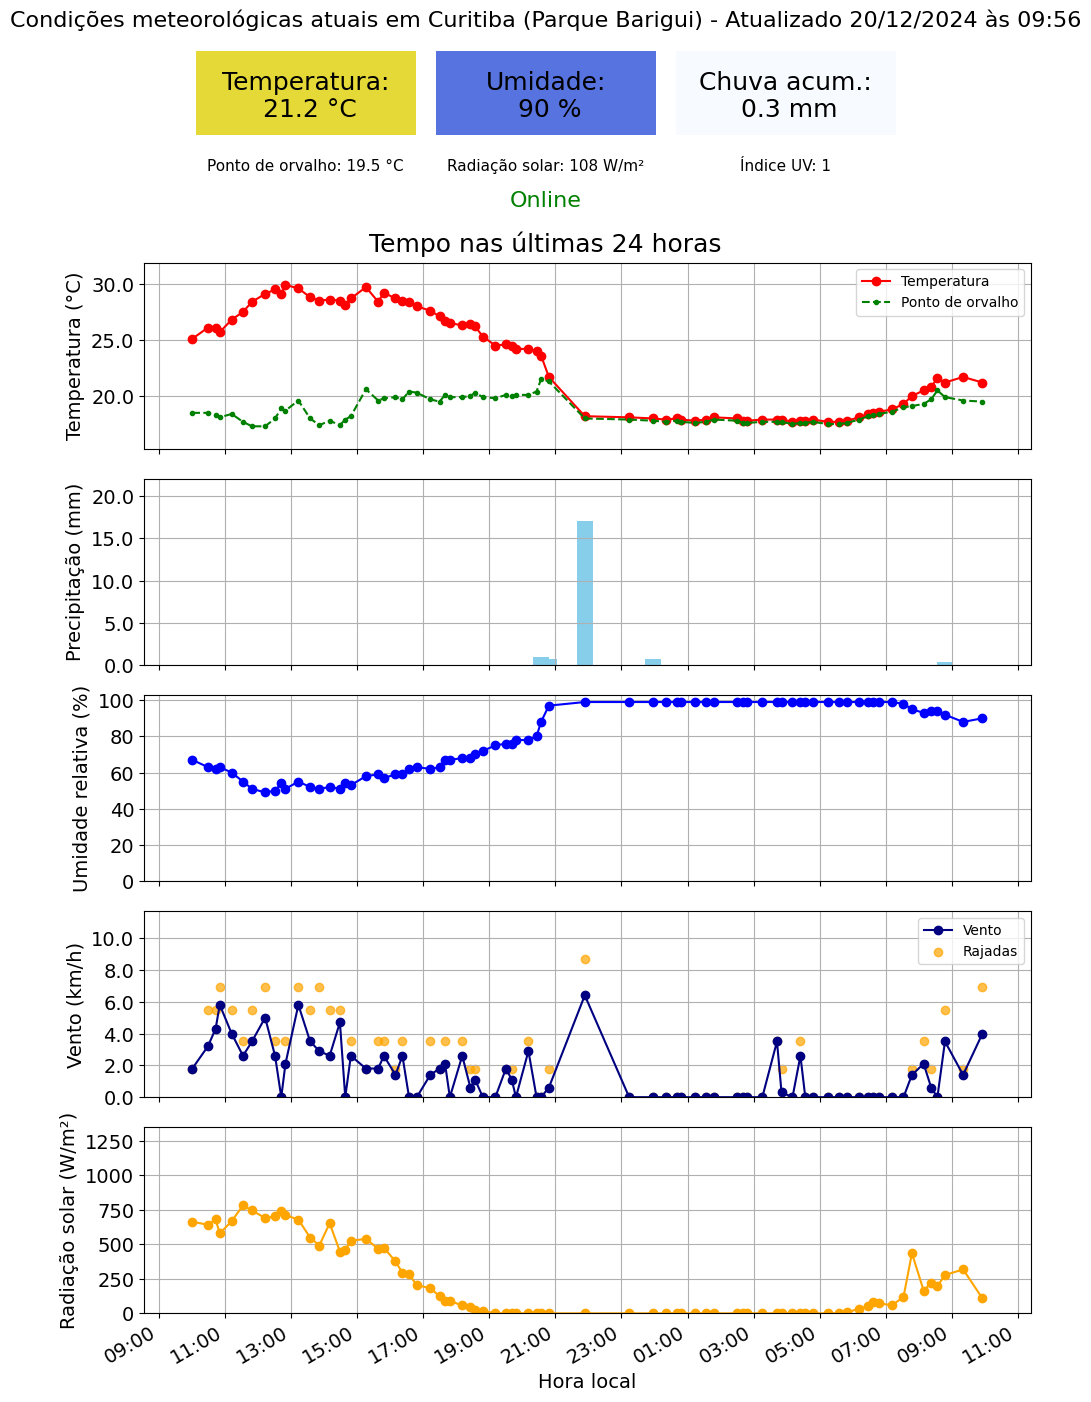 Condições meteorológicas atuais em Curitiba (Parque Barigui) - Atualizado 20/12/2024 às 09:56
Temperatura:
21.2 °C
Umidade:
90 %
Chuva acum.:
0.3 mm
Ponto de orvalho: 19.5 °C
Radiação solar: 108 W/m²
Índice UV: 1
Online
Tempo nas últimas 24 horas
Temperatura (°C)
30.0
25.0
20.0
Temperatura
Ponto de orvalho
Precipitação (mm)
20.0
15.0
10.0
5.0
0.0
Umidade relativa (%)
100
80
60
40
20
0
Vento (km/h)
10.0
8.0
6.0
4.0
2.0
0.0
Vento
Rajadas
Radiação solar (W/m²)
1250
1000
750
500
250
0
09:00
11:00
13:00
15:00
17:00
19:00
21:00
23:00
01:00
03:00
05:00
07:00
09:00
11:00
Hora local